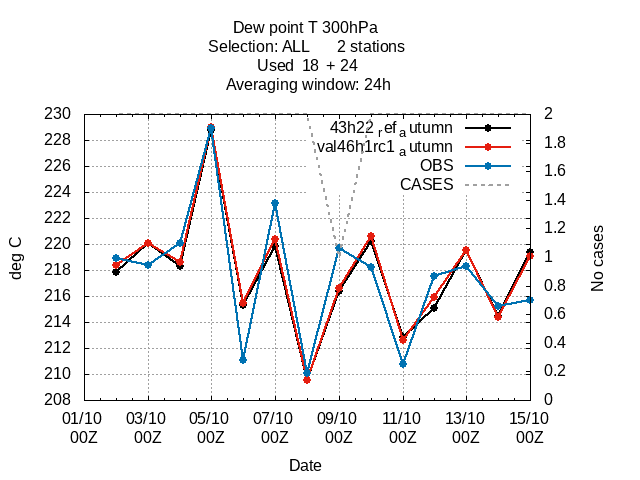 Dew point T 300hPa
Selection: ALL 2 stations
Used 18 + 24
Averaging window: 24h
230
228
226
224
222
220
218
216
214
212
210
208
deg C
43h22 ref autumn
val46h1rc1 autumn
OBS
CASES
2
1.8
1.6
1.4
1.2
1
0.8
0.6
0.4
0.2
0
No cases
01/10 03/10 05/10 07/10 09/10 11/10 13/10 15/10
00Z 00Z 00Z 00Z 00Z 00Z 00Z 00Z
Date